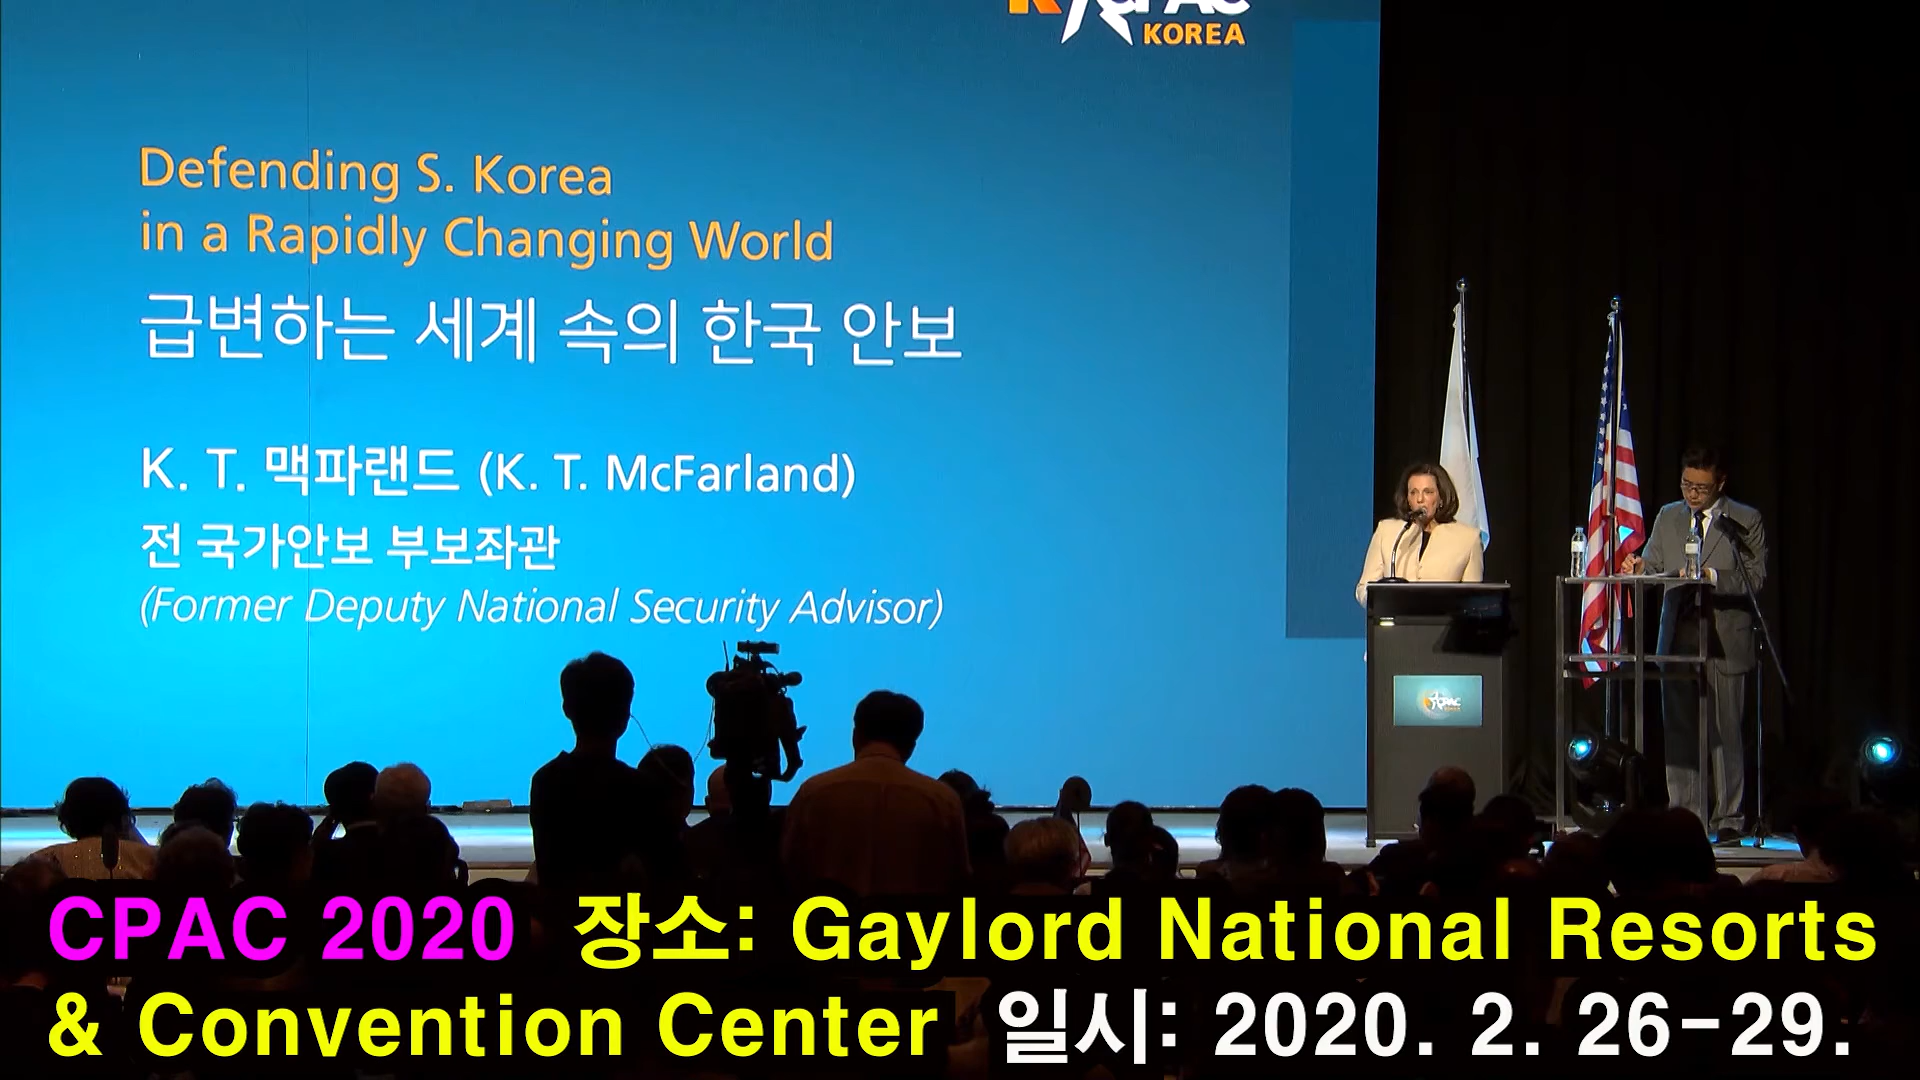 KOREA
Defending S. Korea
in a Rapidly Changing World
급변하는 세계 속의 한국 안보
K. T. 맥파랜드 (K. T. McFarland)
전 국가안보 부보좌관
(Former Deputy National Security Advisor)
CPAC
CPAC 2020 장소: Gaylord National Resorts
& Convention Center 일시: 2020. 2. 26-29.